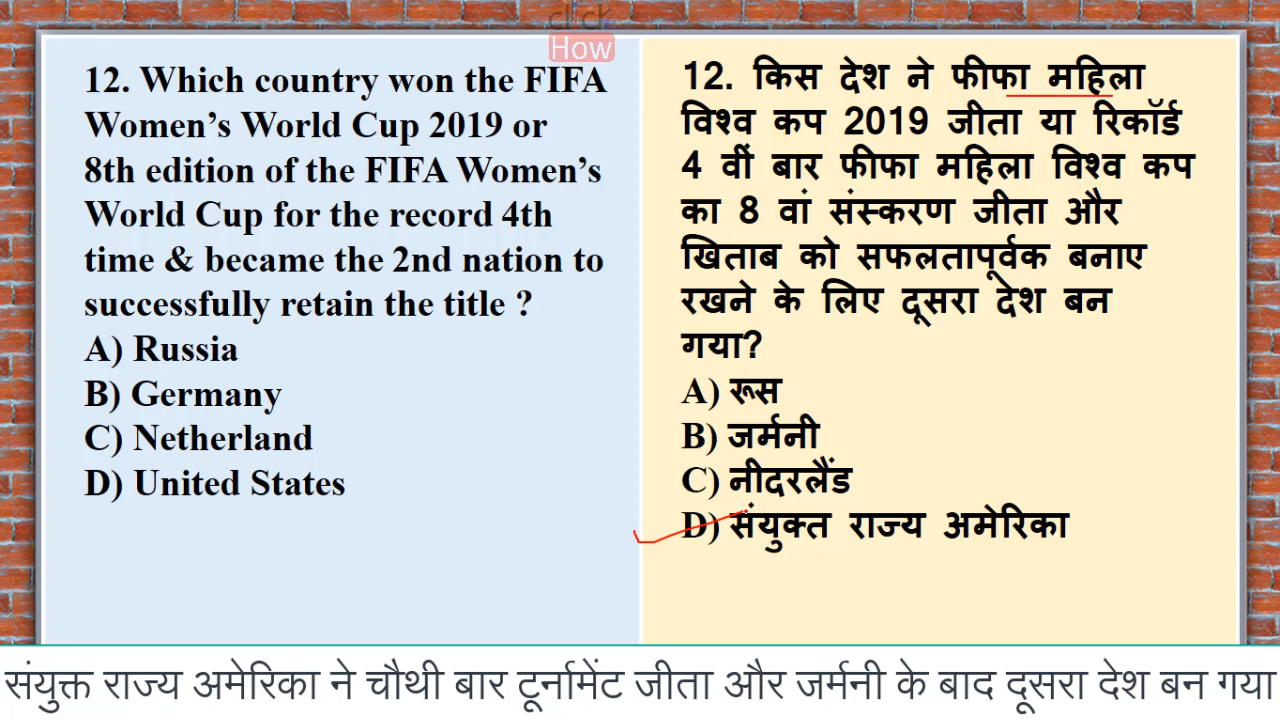 click
How
12. Which country won the FIFA
Women’s World Cup 2019 or
8th edition of the FIFA Women’s
World Cup for the record 4th
time & became the 2nd nation to
successfully retain the title ?
A) Russia
B) Germany
C) Netherland
D) United States
12. किस देश ने फीफा महिला
विश्व कप 2019 जीता या रिकॉर्ड
4 वीं बार फीफा महिला विश्व कप
का 8 वां संस्करण जीता और
खिताब को सफलतापूर्वक बनाए
रखने के लिए दूसरा देश बन
गया?
A) रूस
B) जर्मनी
C) नीदरलैंड
D) संयुक्त राज्य अमेरिका
संयुक्त राज्य अमेरिका ने चौथी बार टूर्नामेंट जीता और जर्मनी के बाद दूसरा देश बन गया